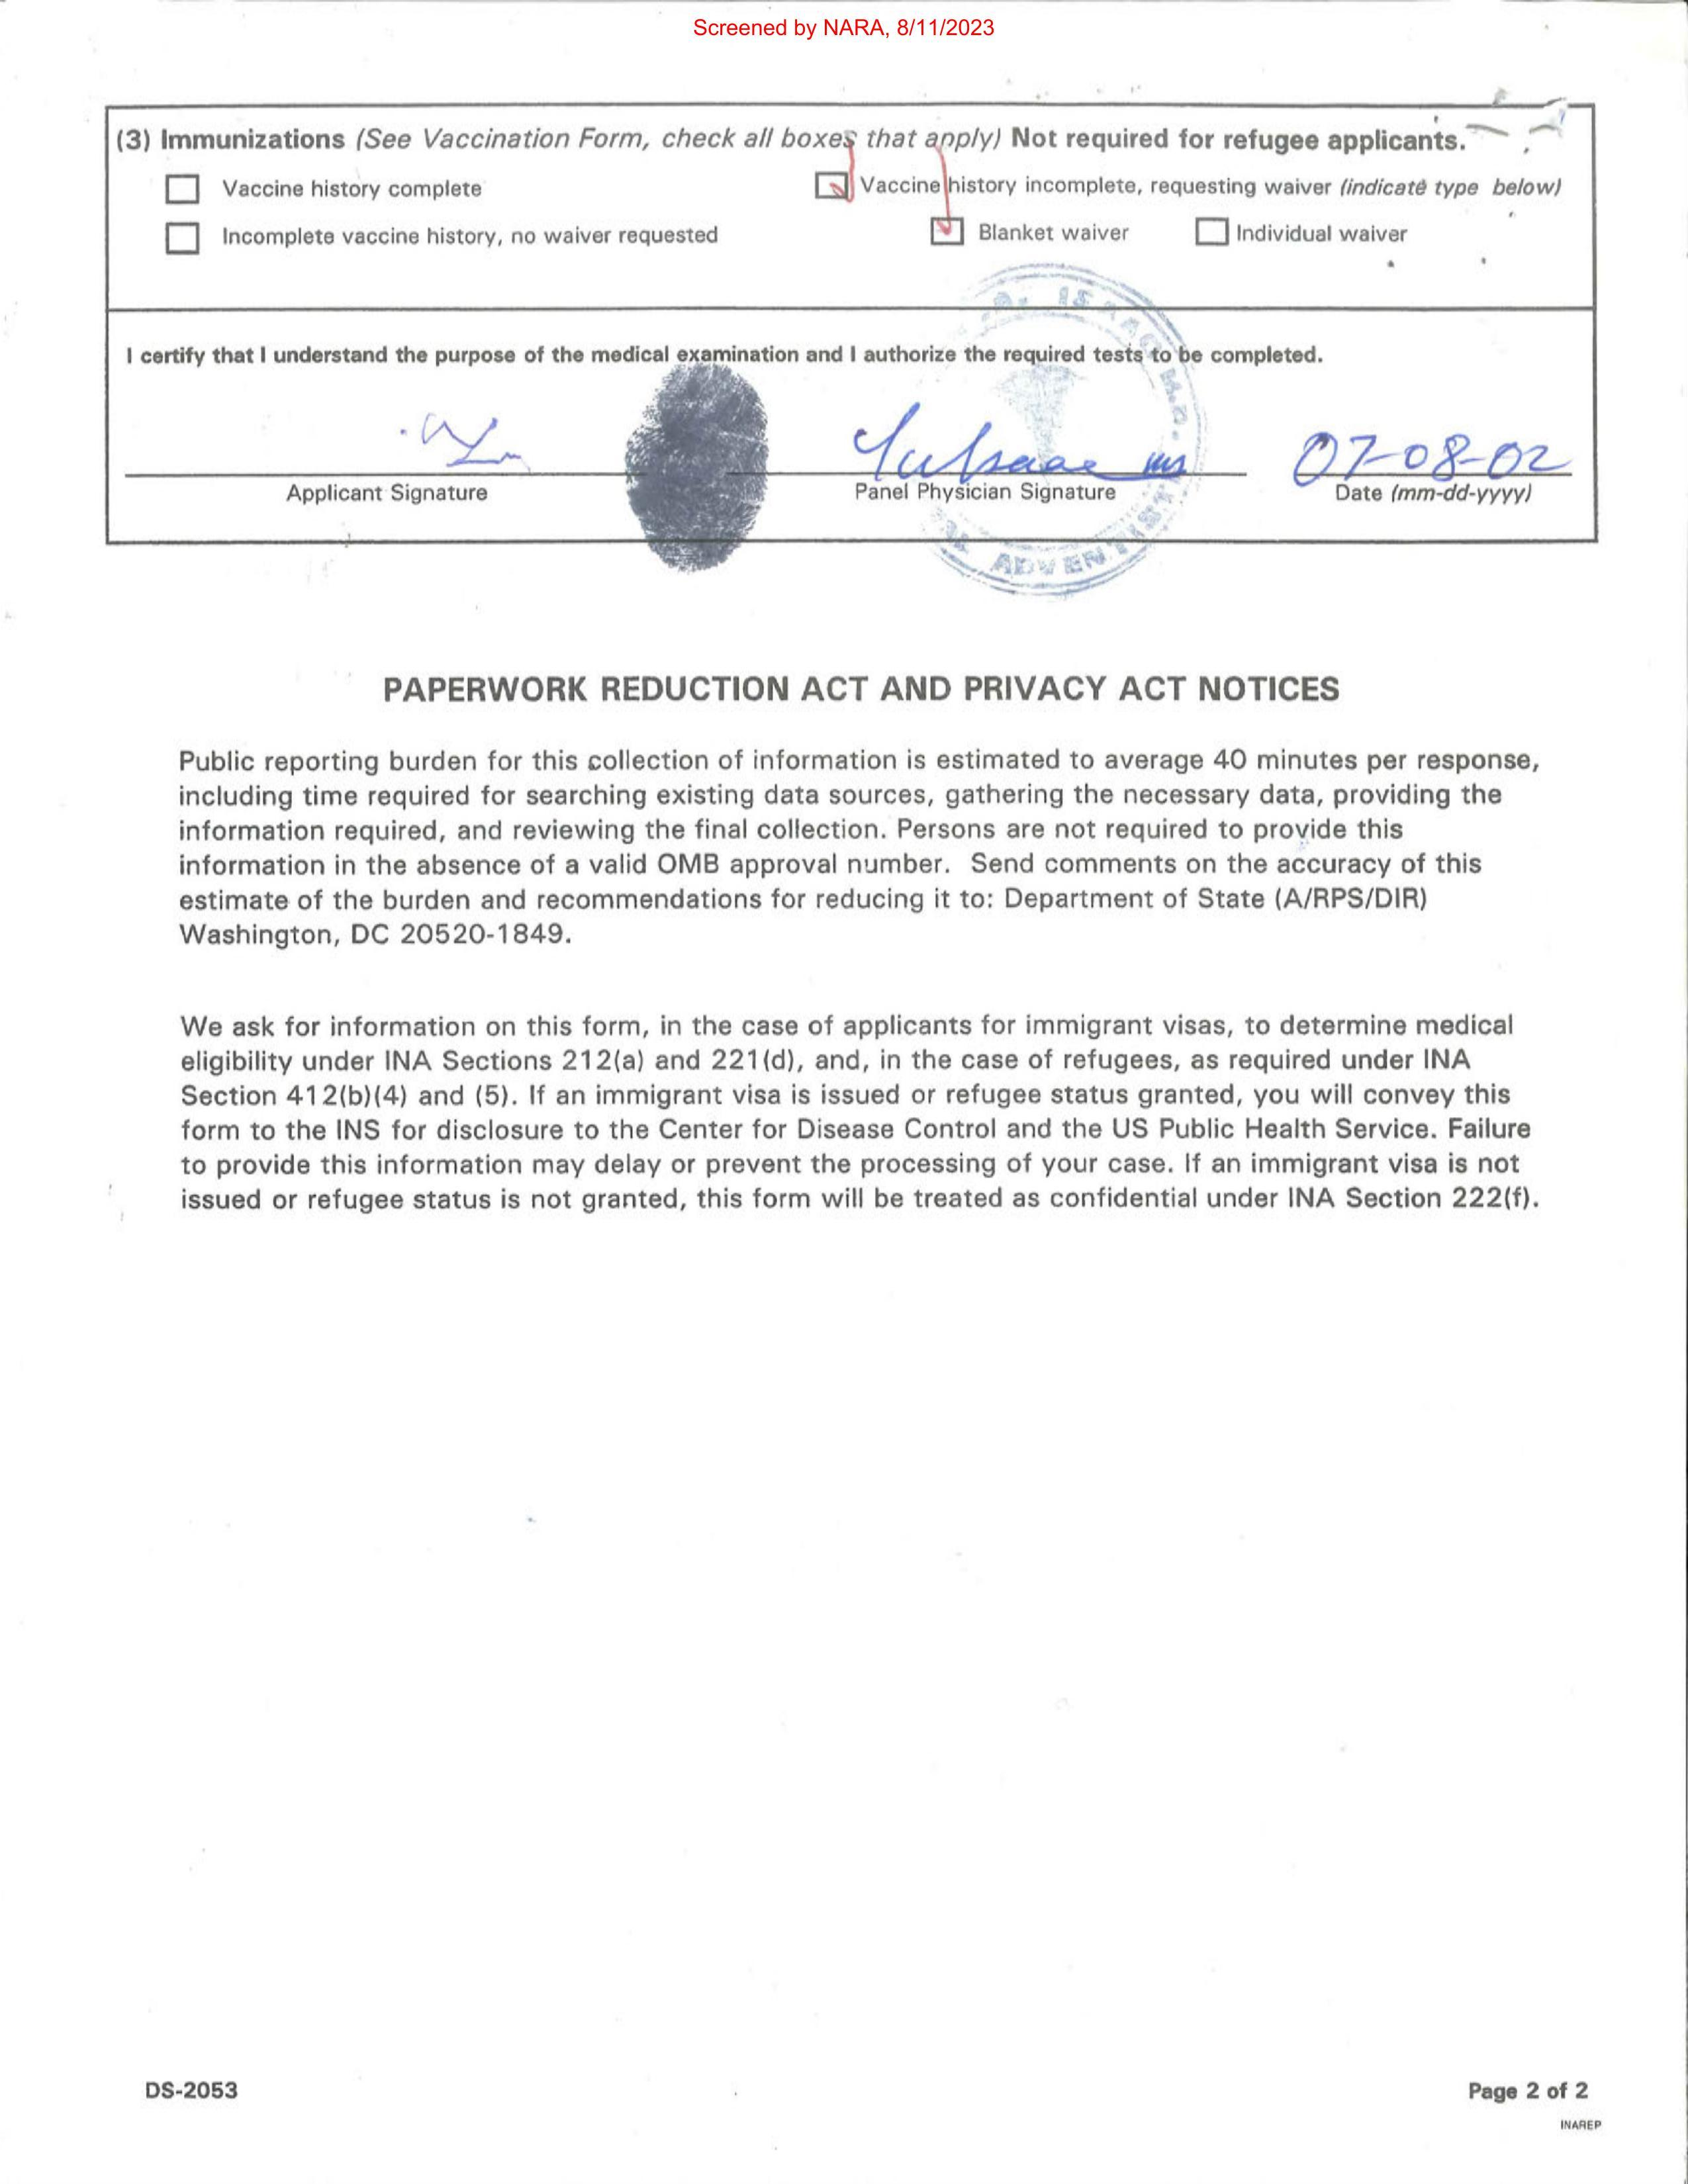 Screened by NARA, 8/11/2023
(3) Immunizations (See Vaccination Form, check all boxes that apply) Not required for refugee applicants.
Vaccine history complete
Vaccine history incomplete, requesting waiver (indicate type below)
Incomplete vaccine history, no waiver requested
Blanket waiver
Individual waiver
I certify that I understand the purpose of the medical examination and I authorize the required tests to be completed.
ISAAC M.D.
ADVENTIST
07-08-02
Applicant Signature
Panel Physician Signature
Date (mm-dd-yyyy)
PAPERWORK REDUCTION ACT AND PRIVACY ACT NOTICES
Public reporting burden for this collection of information is estimated to average 40 minutes per response,
including time required for searching existing data sources, gathering the necessary data, providing the
information required, and reviewing the final collection. Persons are not required to provide this
information in the absence of a valid OMB approval number. Send comments on the accuracy of this
estimate of the burden and recommendations for reducing it to: Department of State (A/RPS/DIR)
Washington, DC 20520-1849.
We ask for information on this form, in the case of applicants for immigrant visas, to determine medical
eligibility under INA Sections 212(a) and 221(d), and, in the case of refugees, as required under INA
Section 412(b)(4) and (5). If an immigrant visa is issued or refugee status granted, you will convey this
form to the INS for disclosure to the Center for Disease Control and the US Public Health Service. Failure
to provide this information may delay or prevent the processing of your case. If an immigrant visa is not
issued or refugee status is not granted, this form will be treated as confidential under INA Section 222(f).
DS-2053
Page 2 of 2
INAREP